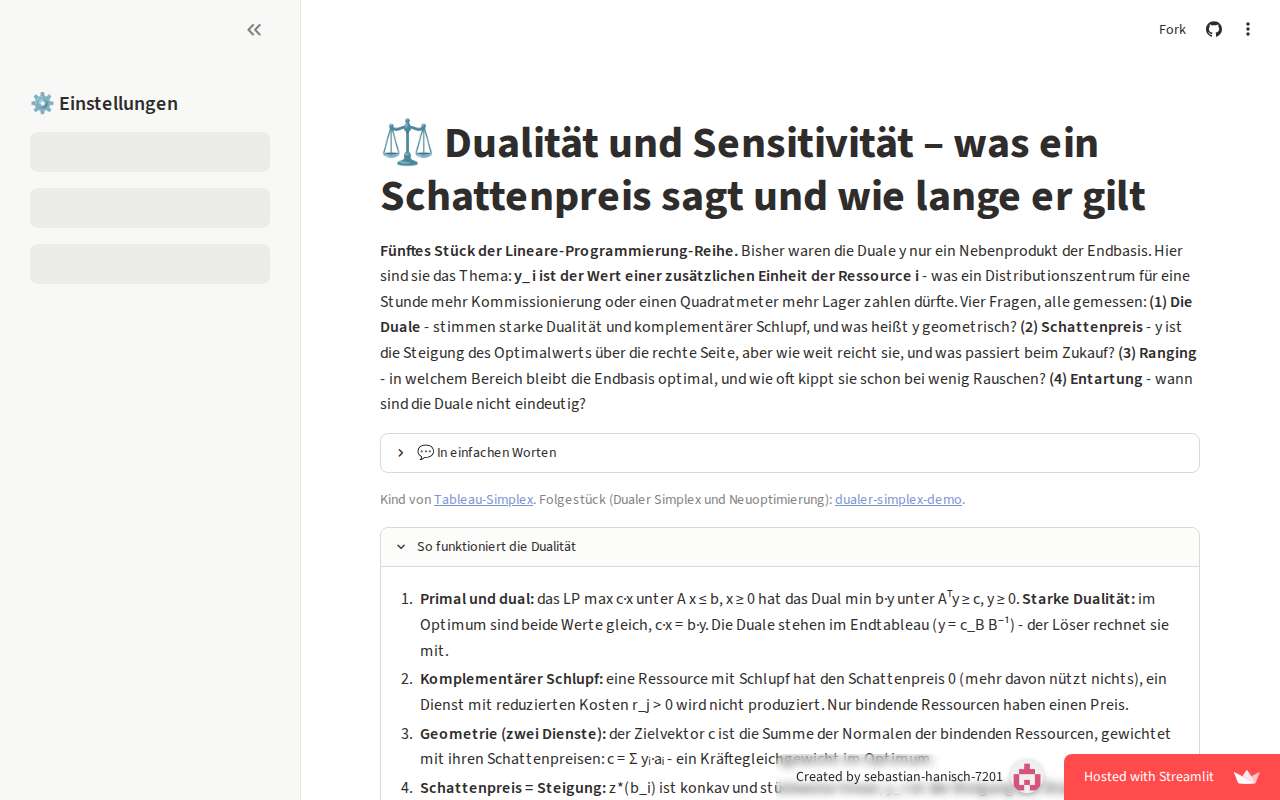 Fork
⚙️ Einstellungen
⚖️ Dualität und Sensitivität – was ein
Schattenpreis sagt und wie lange er gilt
Fünftes Stück der Lineare-Programmierung-Reihe. Bisher waren die Duale y nur ein Nebenprodukt der Endbasis. Hier
sind sie das Thema: y_i ist der Wert einer zusätzlichen Einheit der Ressource i - was ein Distributionszentrum für eine
Stunde mehr Kommissionierung oder einen Quadratmeter mehr Lager zahlen dürfte. Vier Fragen, alle gemessen: (1) Die
Duale - stimmen starke Dualität und komplementärer Schlupf, und was heißt y geometrisch? (2) Schattenpreis - y ist
die Steigung des Optimalwerts über die rechte Seite, aber wie weit reicht sie, und was passiert beim Zukauf? (3) Ranging
- in welchem Bereich bleibt die Endbasis optimal, und wie oft kippt sie schon bei wenig Rauschen? (4) Entartung - wann
sind die Duale nicht eindeutig?
💬 In einfachen Worten
Kind von Tableau-Simplex. Folgestück (Dualer Simplex und Neuoptimierung): dualer-simplex-demo.
So funktioniert die Dualität
1. Primal und dual: das LP max c·x unter A x ≤ b, x ≥ 0 hat das Dual min b·y unter Aᵀy ≥ c, y ≥ 0. Starke Dualität: im
Optimum sind beide Werte gleich, c·x = b·y. Die Duale stehen im Endtableau (y = c_B B⁻¹) - der Löser rechnet sie
mit.
2. Komplementärer Schlupf: eine Ressource mit Schlupf hat den Schattenpreis 0 (mehr davon nützt nichts), ein
Dienst mit reduzierten Kosten r_j > 0 wird nicht produziert. Nur bindende Ressourcen haben einen Preis.
3. Geometrie (zwei Dienste): der Zielvektor c ist die Summe der Normalen der bindenden Ressourcen, gewichtet
mit ihren Schattenpreisen: c = Σ yᵢ·aᵢ - ein Kräftegleichgewicht im Optimum.
4. Schattenpreis = Steigung: z*(b_i) ist konkav und
Created by sebastian-hanisch-7201
Hosted with Streamlit